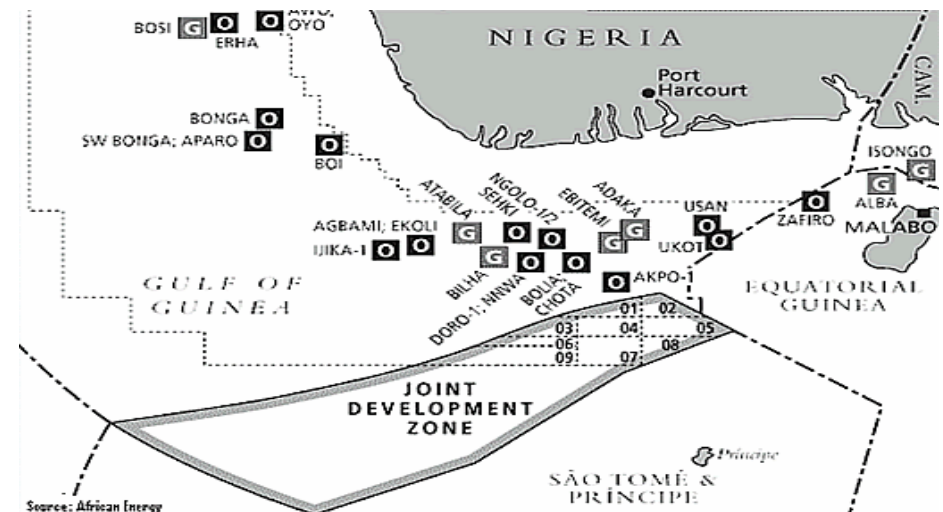 AWO;
OYO
BOSI G O O
ERHA
NIGERIA
Port
Harcourt
CAM.
BONGA O
SW BONGA; APARO O
O
BOI
ISONGO
G
G
ALBA
MALABO
O
ZAFIRO
USAN
O
UKOT O
ADAKA
G
EBITEMI
G
NGOLO-1/2
O
SEHKI
O
ATABILA
G
AGBAMI; EKOLI
IJIKA-1 O O
G
BILHA
O
DORO-1; NNWA
O
BOLIA;
CHOTA
O AKPO-1
GULF OF
GUINEA
EQUATORIAL
GUINEA
01 02
03 04 05
06 08
09 07
JOINT
DEVELOPMENT
ZONE
Príncipe
SÃO TOMÉ &
PRÍNCIPE
Source: African Energy